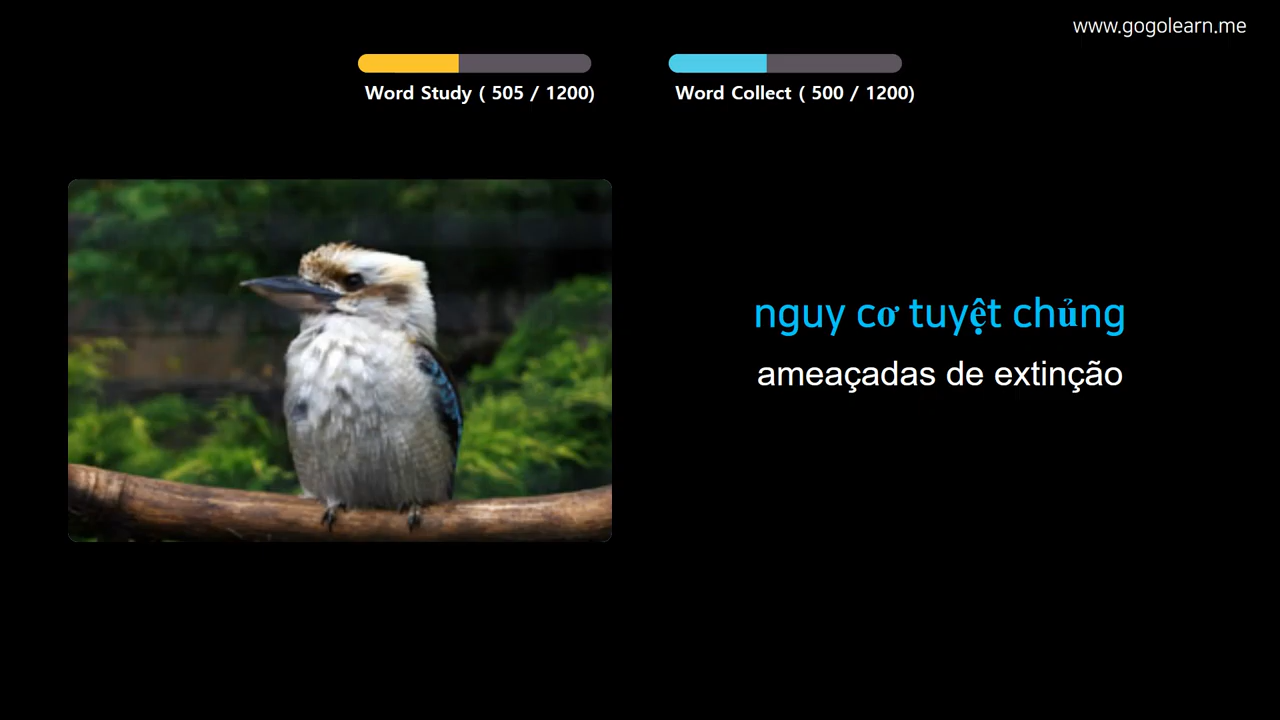 www.gogolearn.me
Word Study ( 505 / 1200)
Word Collect ( 500 / 1200)
nguy cơ tuyệt chủng
ameaçadas de extinção